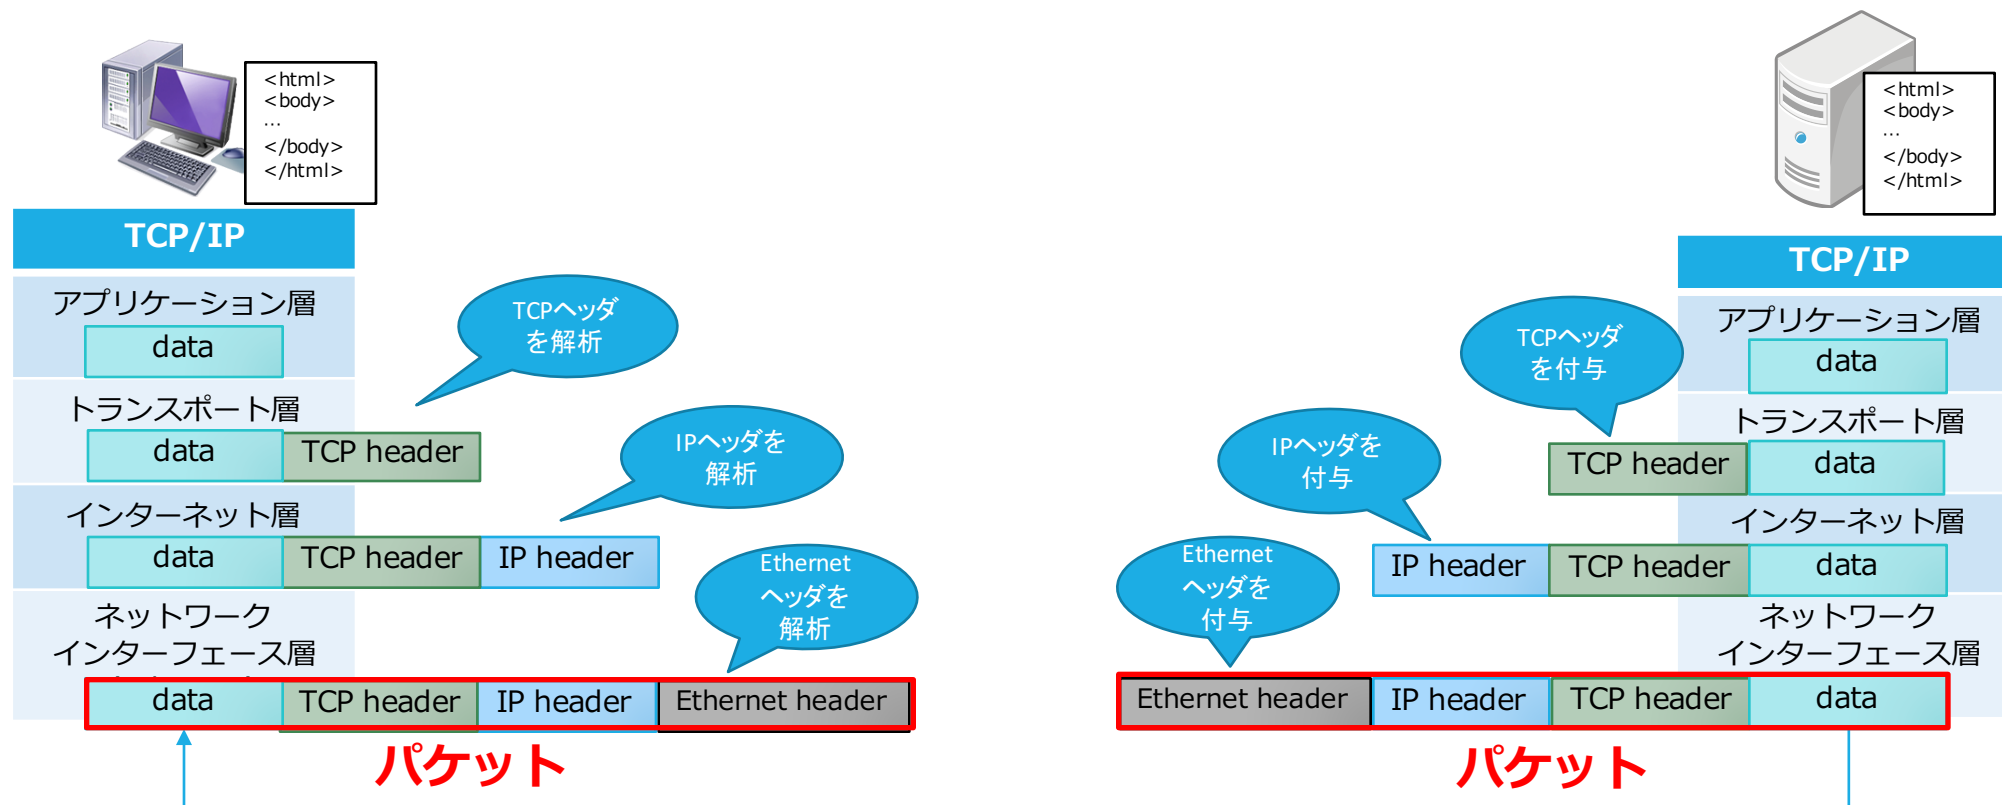 <html>
<body>
…
</body>
</html>
TCP/IP
アプリケーション層
data
トランスポート層
data
TCP header
インターネット層
data
TCP header
IP header
ネットワーク
インターフェース層
data
TCP header
IP header
Ethernet header
パケット
TCPヘッダ
を解析
IPヘッダを
解析
Ethernet
ヘッダを
解析
<html>
<body>
…
</body>
</html>
TCP/IP
アプリケーション層
data
トランスポート層
TCP header
data
インターネット層
IP header
TCP header
data
ネットワーク
インターフェース層
Ethernet header
IP header
TCP header
data
パケット
TCPヘッダ
を付与
IPヘッダを
付与
Ethernet
ヘッダを
付与